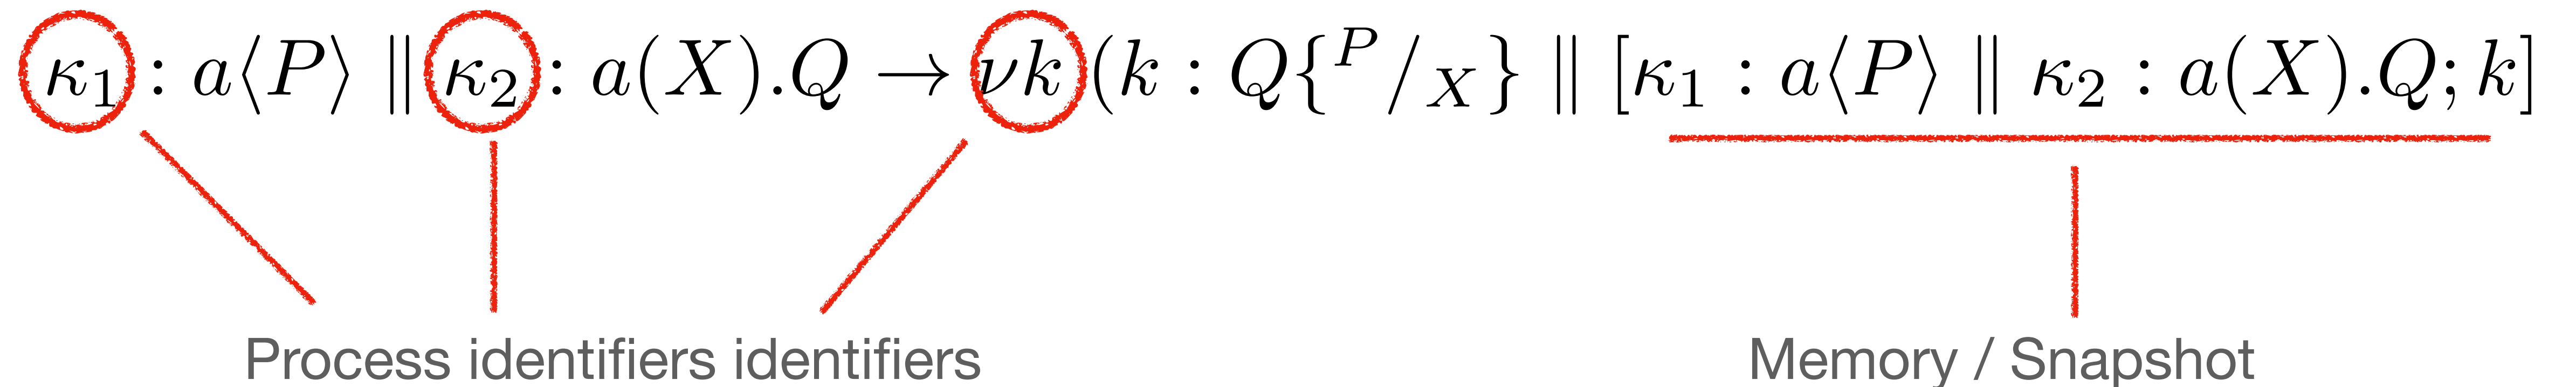 κ₁ : a⟨P⟩ ∥ κ₂ : a(X).Q → νk (k : Q{ᴾ/ₓ} ∥ [κ₁ : a⟨P⟩ ∥ κ₂ : a(X).Q; k]
Process identifiers identifiers
Memory / Snapshot